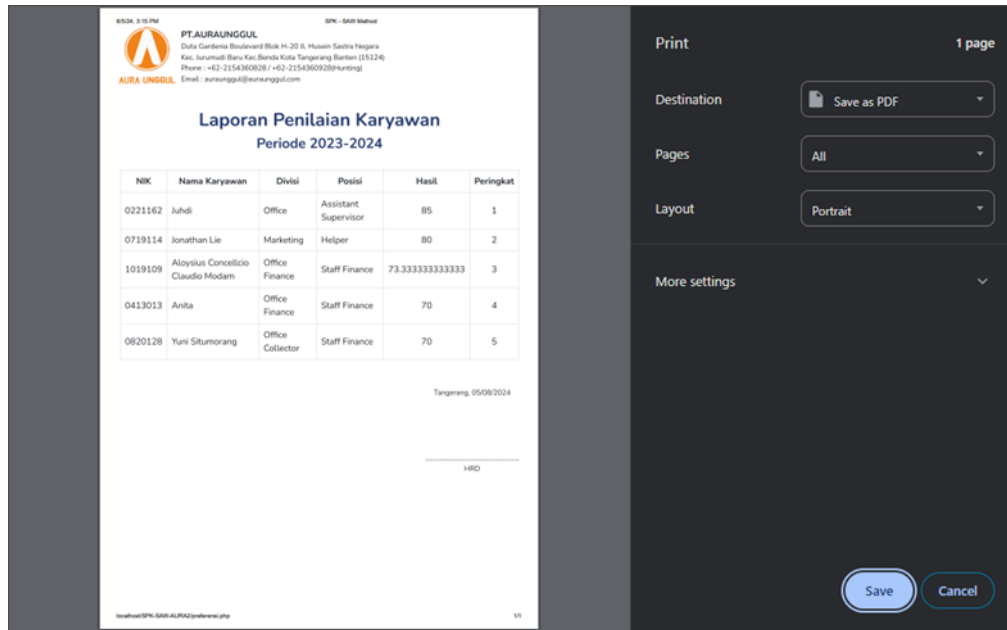 8/5/24, 3:15 PM SPK - SAW Method
PT.AURAUNGGUL
Duta Gardenia Boulevard Blok H-20 Jl. Husein Sastra Negara
Kec. Jurumudi Baru Kec.Benda Kota Tangerang Banten (15124)
Phone : +62-2154360828 / +62-2154360928(Hunting)
AURA UNGGUL Email : auraunggul@auraunggul.com
Laporan Penilaian Karyawan
Periode 2023-2024
NIK Nama Karyawan Divisi Posisi Hasil Peringkat
0221162 Juhdi Office Assistant Supervisor 85 1
0719114 Jonathan Lie Marketing Helper 80 2
1019109 Aloysius Concellcio Claudio Modam Office Finance Staff Finance 73.333333333333 3
0413013 Anita Office Finance Staff Finance 70 4
0820128 Yuni Situmorang Office Collector Staff Finance 70 5
Tangerang, 05/08/2024
HRD
localhost/SPK-SAW-AURA2/preferensi.php 1/1
Print 1 page
Destination Save as PDF
Pages All
Layout Portrait
More settings
Save Cancel